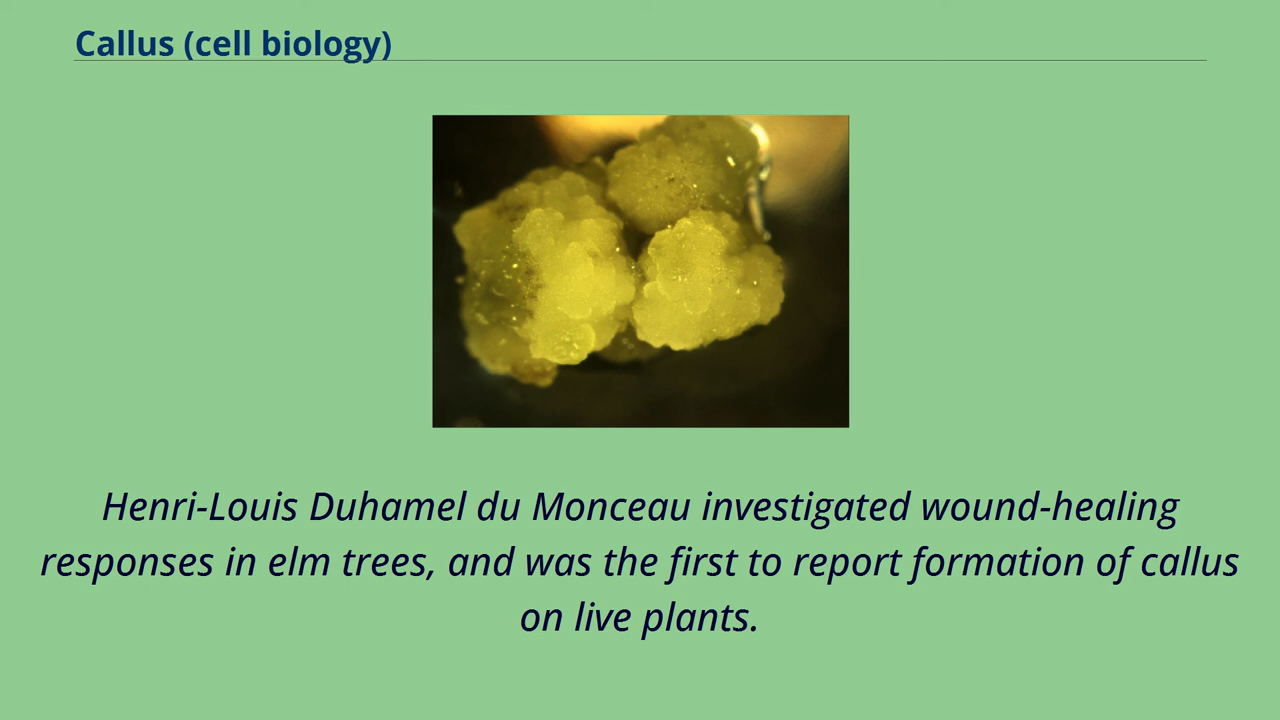 Callus (cell biology)
Henri-Louis Duhamel du Monceau investigated wound-healing
responses in elm trees, and was the first to report formation of callus
on live plants.